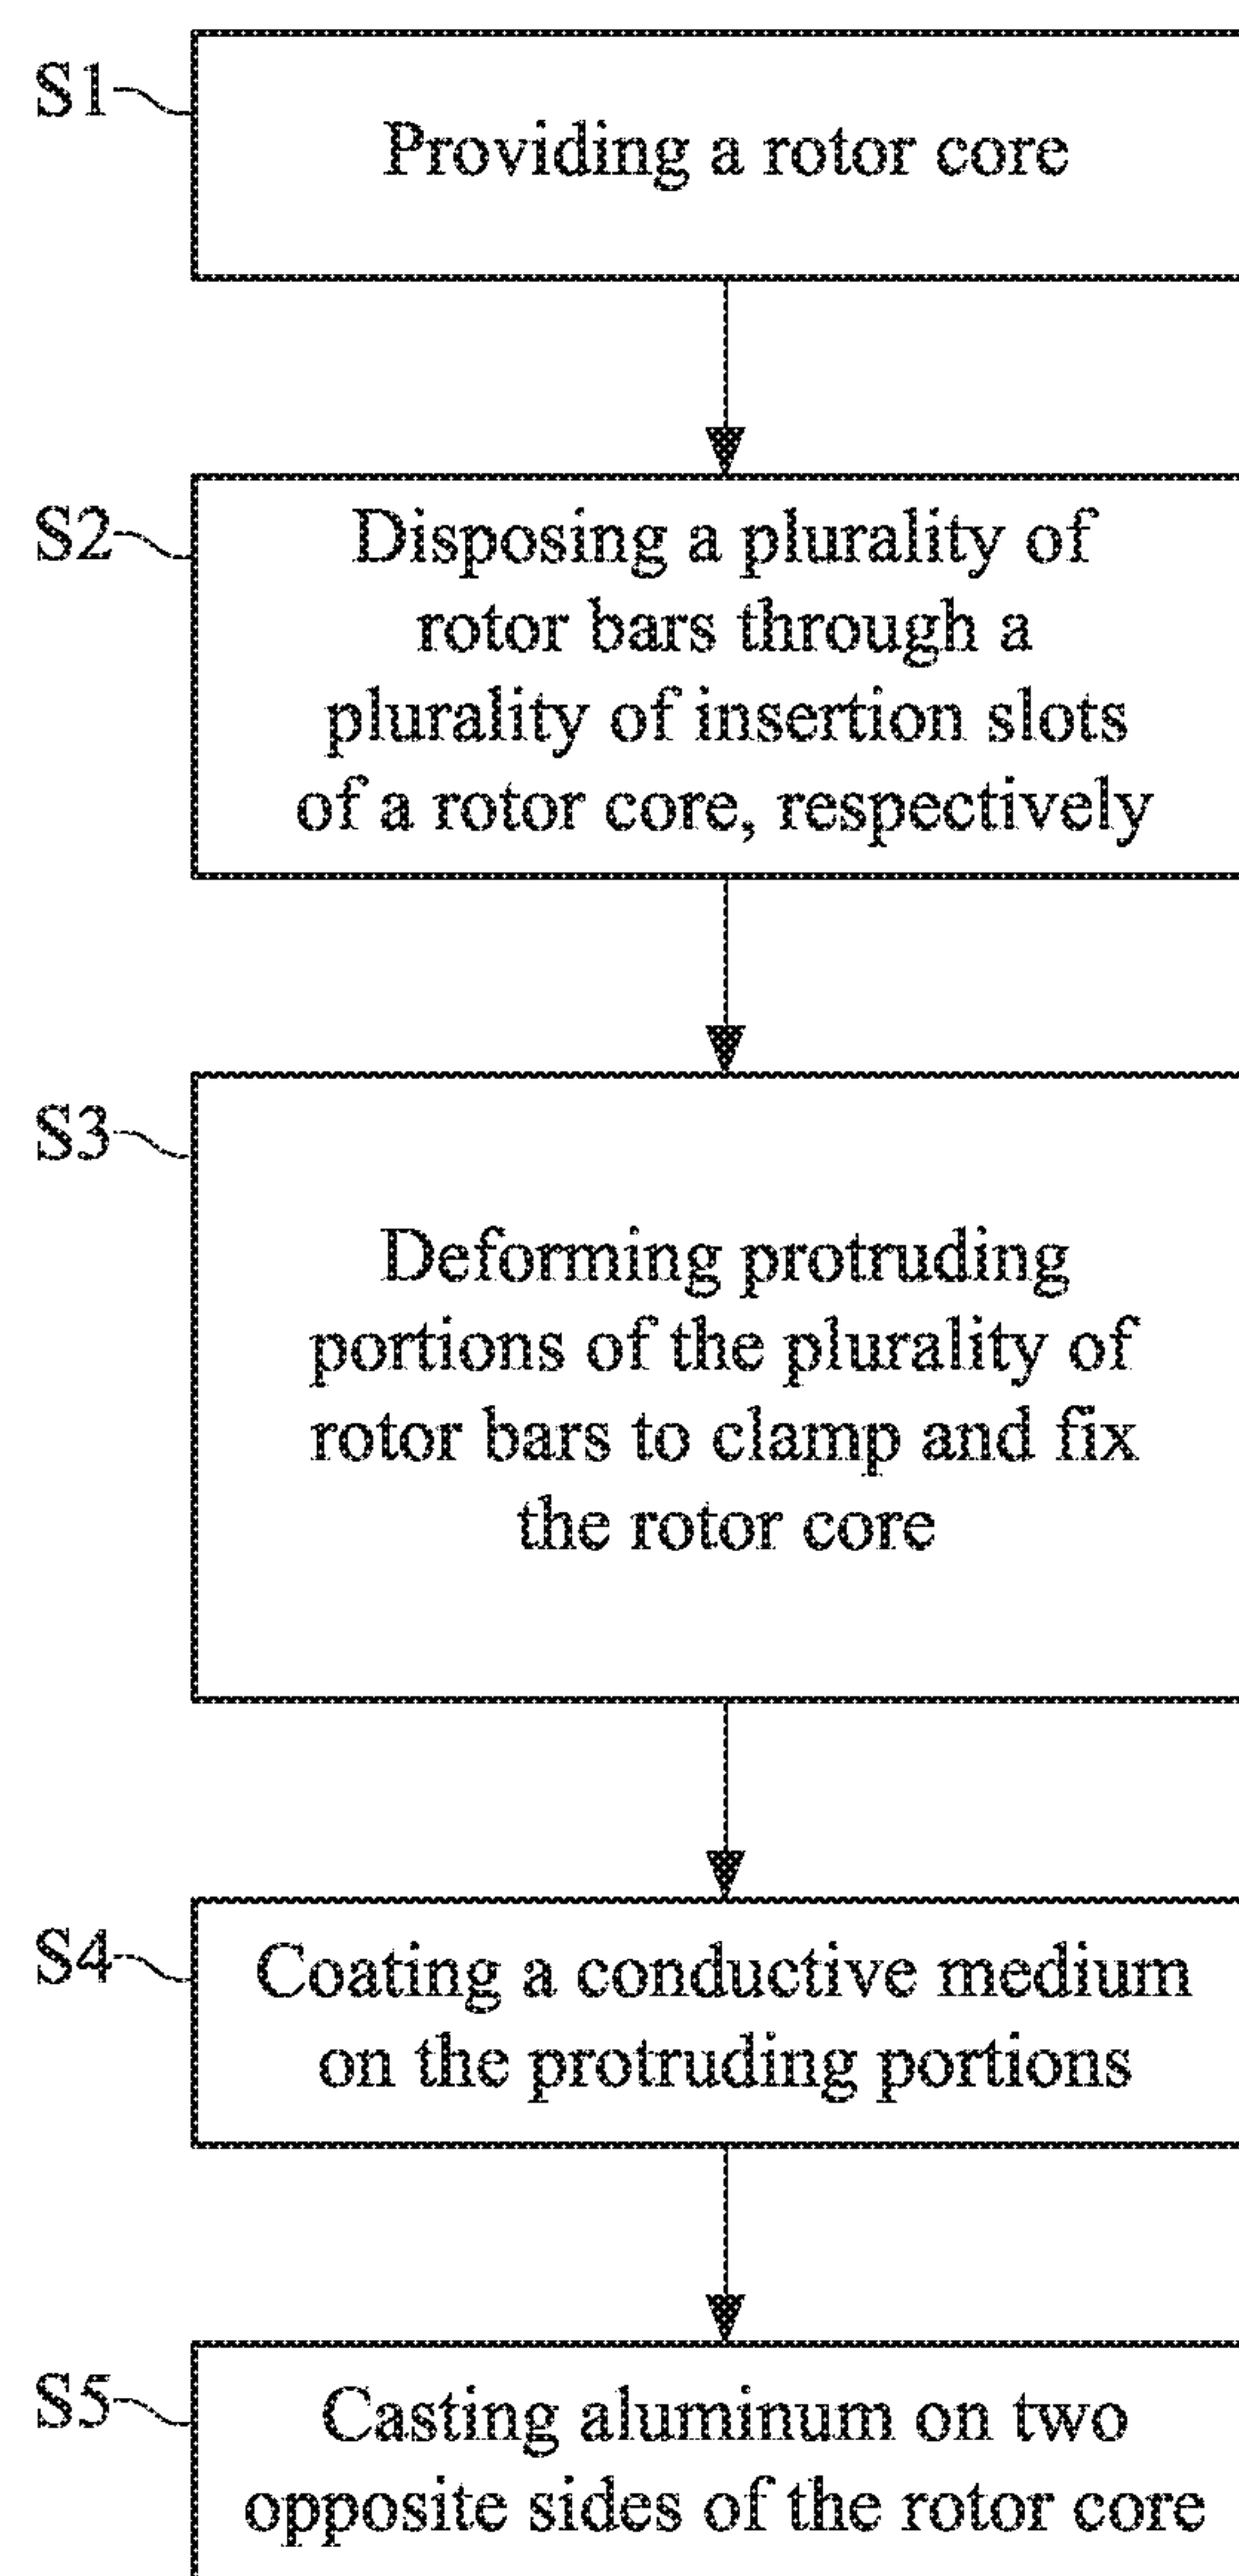 S1
Providing a rotor core
S2
Disposing a plurality of
rotor bars through a
plurality of insertion slots
of a rotor core, respectively
S3
Deforming protruding
portions of the plurality of
rotor bars to clamp and fix
the rotor core
S4
Coating a conductive medium
on the protruding portions
S5
Casting aluminum on two
opposite sides of the rotor core